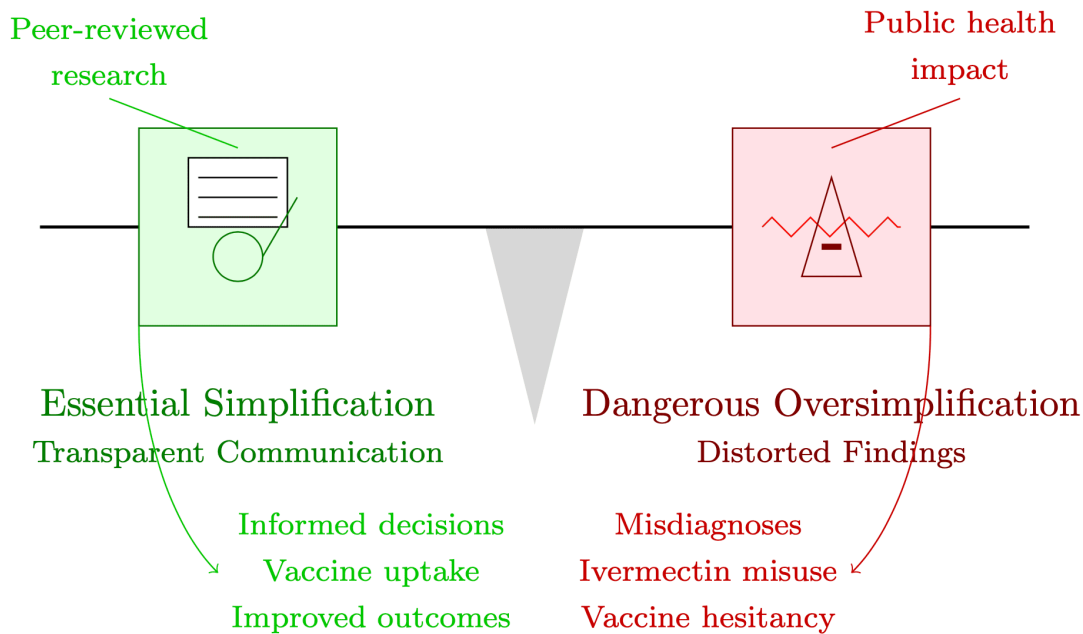 Peer-reviewed
research
Public health
impact
Essential Simplification
Transparent Communication
Dangerous Oversimplification
Distorted Findings
Informed decisions
Vaccine uptake
Improved outcomes
Misdiagnoses
Ivermectin misuse
Vaccine hesitancy